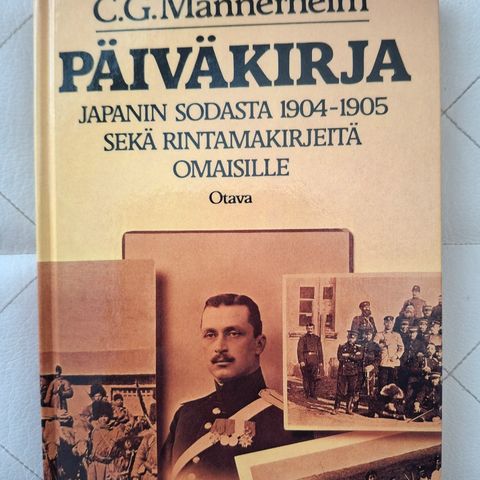 C.G.Mannerheim
PÄIVÄKIRJA
JAPANIN SODASTA 1904-1905
SEKÄ RINTAMAKIRJEITÄ
OMAISILLE
Otava